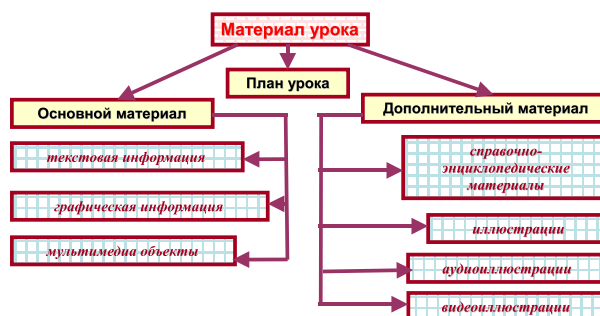 Материал урока
План урока
Основной материал
текстовая информация
графическая информация
мультимедиа объекты
Дополнительный материал
справочно-
энциклопедические
материалы
иллюстрации
аудиоиллюстрации
видеоиллюстрации